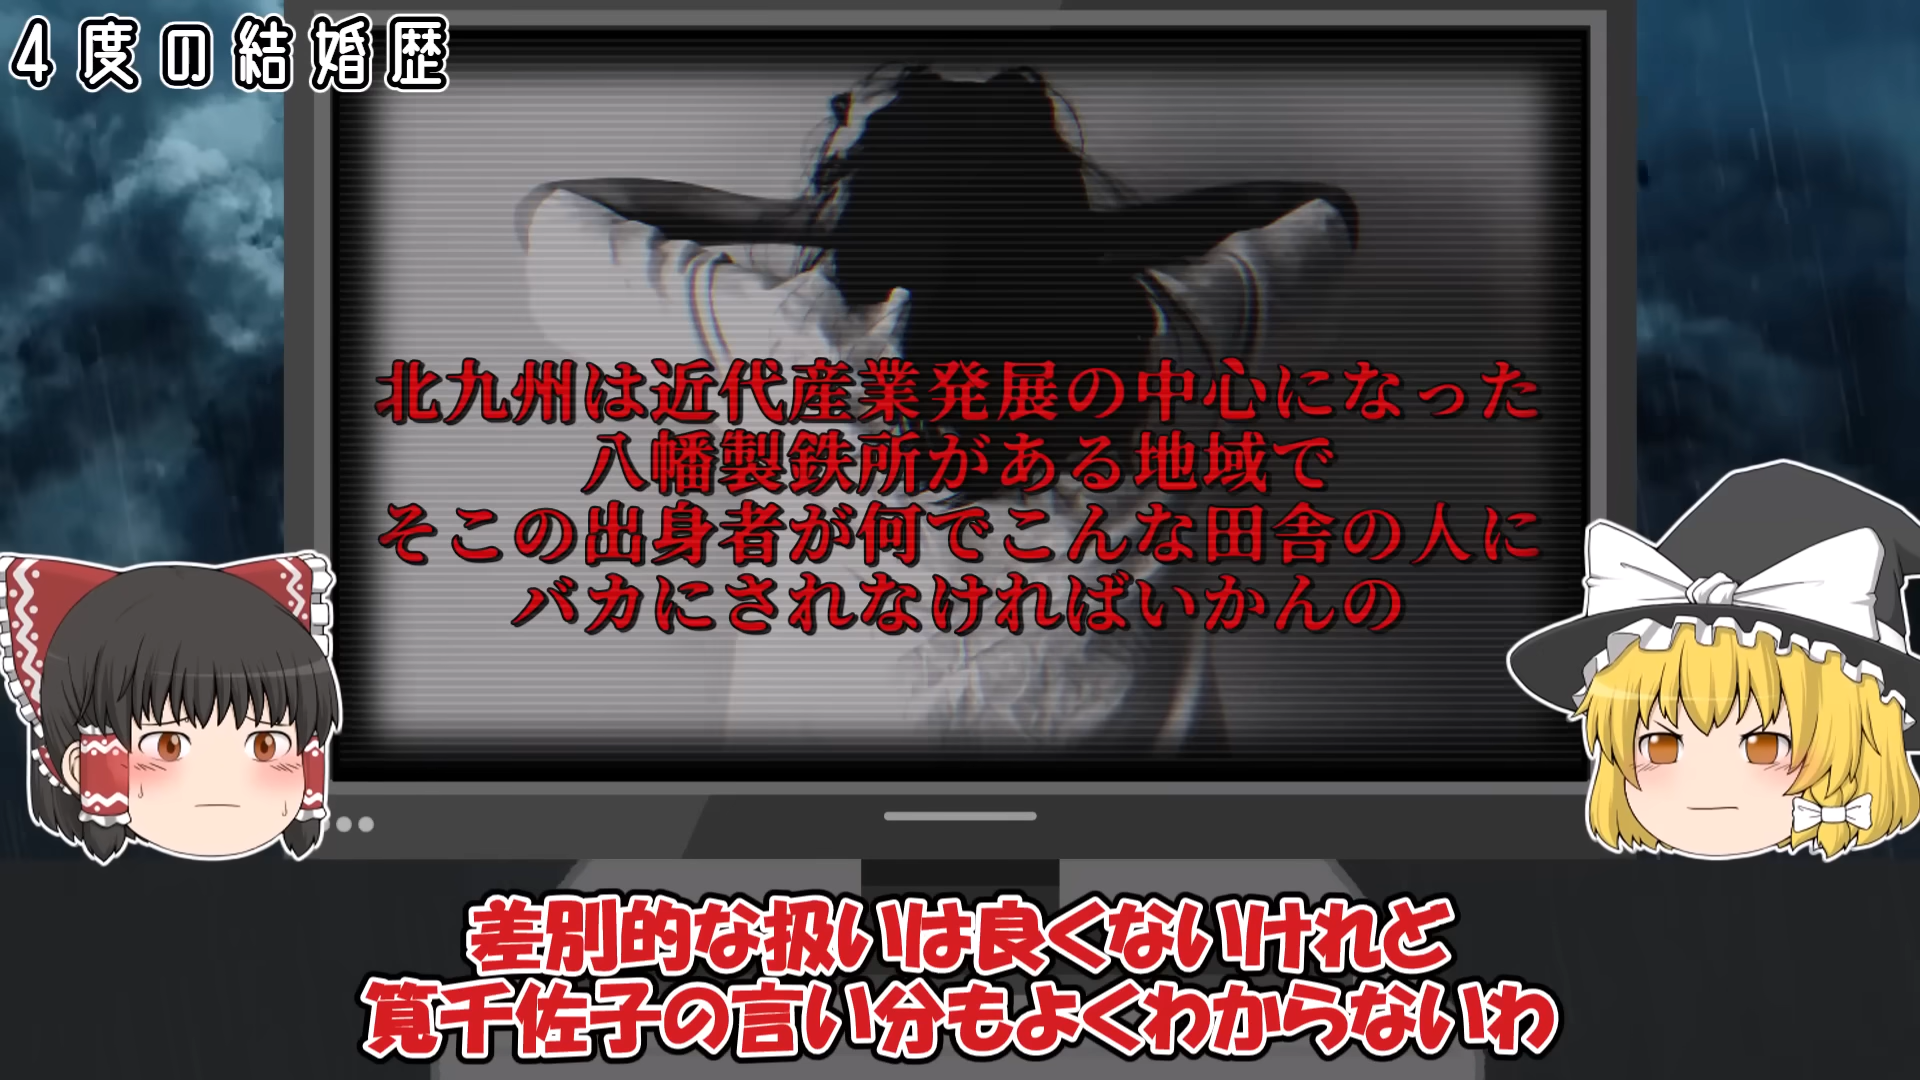 4度の結婚歴
北九州は近代産業発展の中心になった
八幡製鉄所がある地域で
そこの出身者が何でこんな田舎の人に
バカにされなければいかんの
差別的な扱いは良くないけれど
筧千佐子の言い分もよくわからないわ